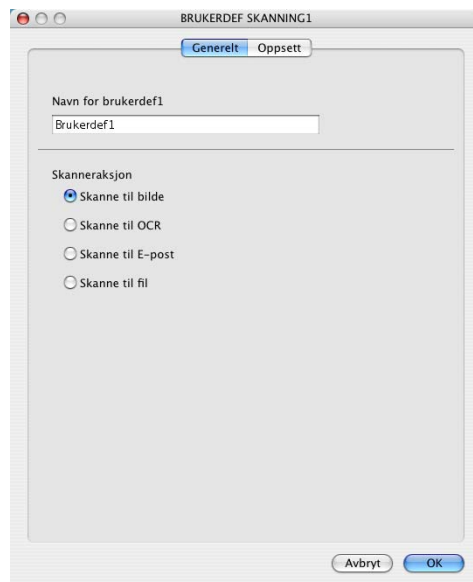 BRUKERDEF SKANNING1
Generelt Oppsett
Navn for brukerdef1
Brukerdef1
Skanneraksjon
Skanne til bilde
Skanne til OCR
Skanne til E-post
Skanne til fil
Avbryt OK